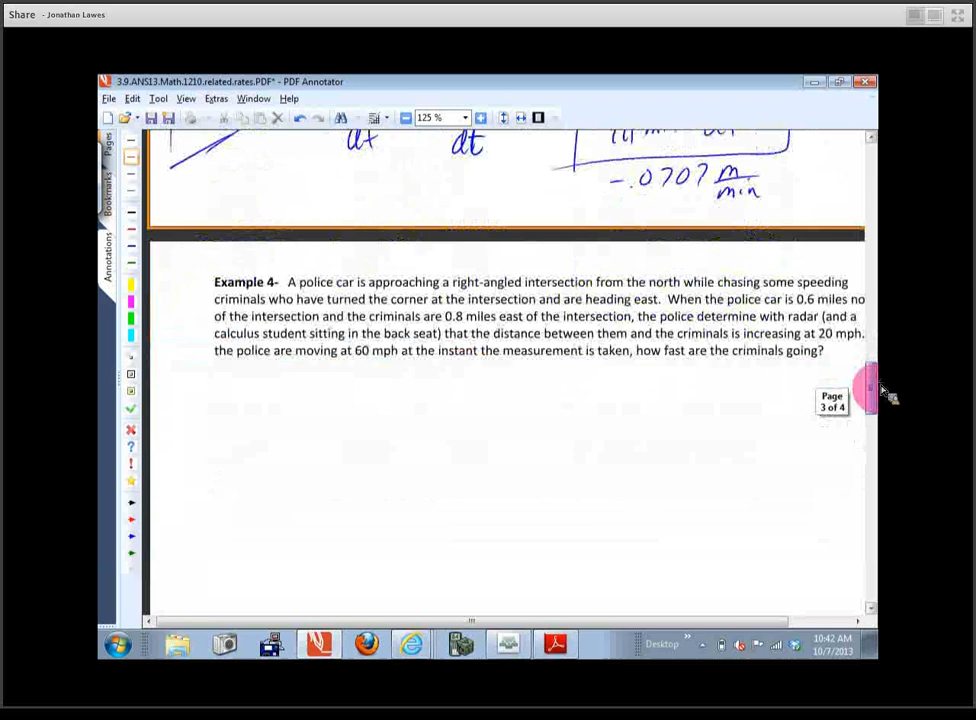 Share - Jonathan Lawes
3.9.ANS13.Math.1210.related.rates.PDF* - PDF Annotator
File Edit Tool View Extras Window Help
125 %
Pages
Bookmarks
Annotations
dt dt
-.0707 m/min
Example 4- A police car is approaching a right-angled intersection from the north while chasing some speeding
criminals who have turned the corner at the intersection and are heading east. When the police car is 0.6 miles no
of the intersection and the criminals are 0.8 miles east of the intersection, the police determine with radar (and a
calculus student sitting in the back seat) that the distance between them and the criminals is increasing at 20 mph.
the police are moving at 60 mph at the instant the measurement is taken, how fast are the criminals going?
Page
3 of 4
Desktop
10:42 AM
10/7/2013